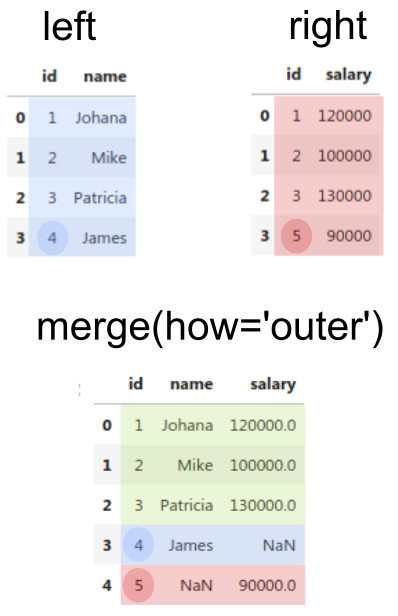 left right
id name id salary
0 1 Johana 0 1 120000
1 2 Mike 1 2 100000
2 3 Patricia 2 3 130000
3 4 James 3 5 90000
merge(how='outer')
id name salary
0 1 Johana 120000.0
1 2 Mike 100000.0
2 3 Patricia 130000.0
3 4 James NaN
4 5 NaN 90000.0